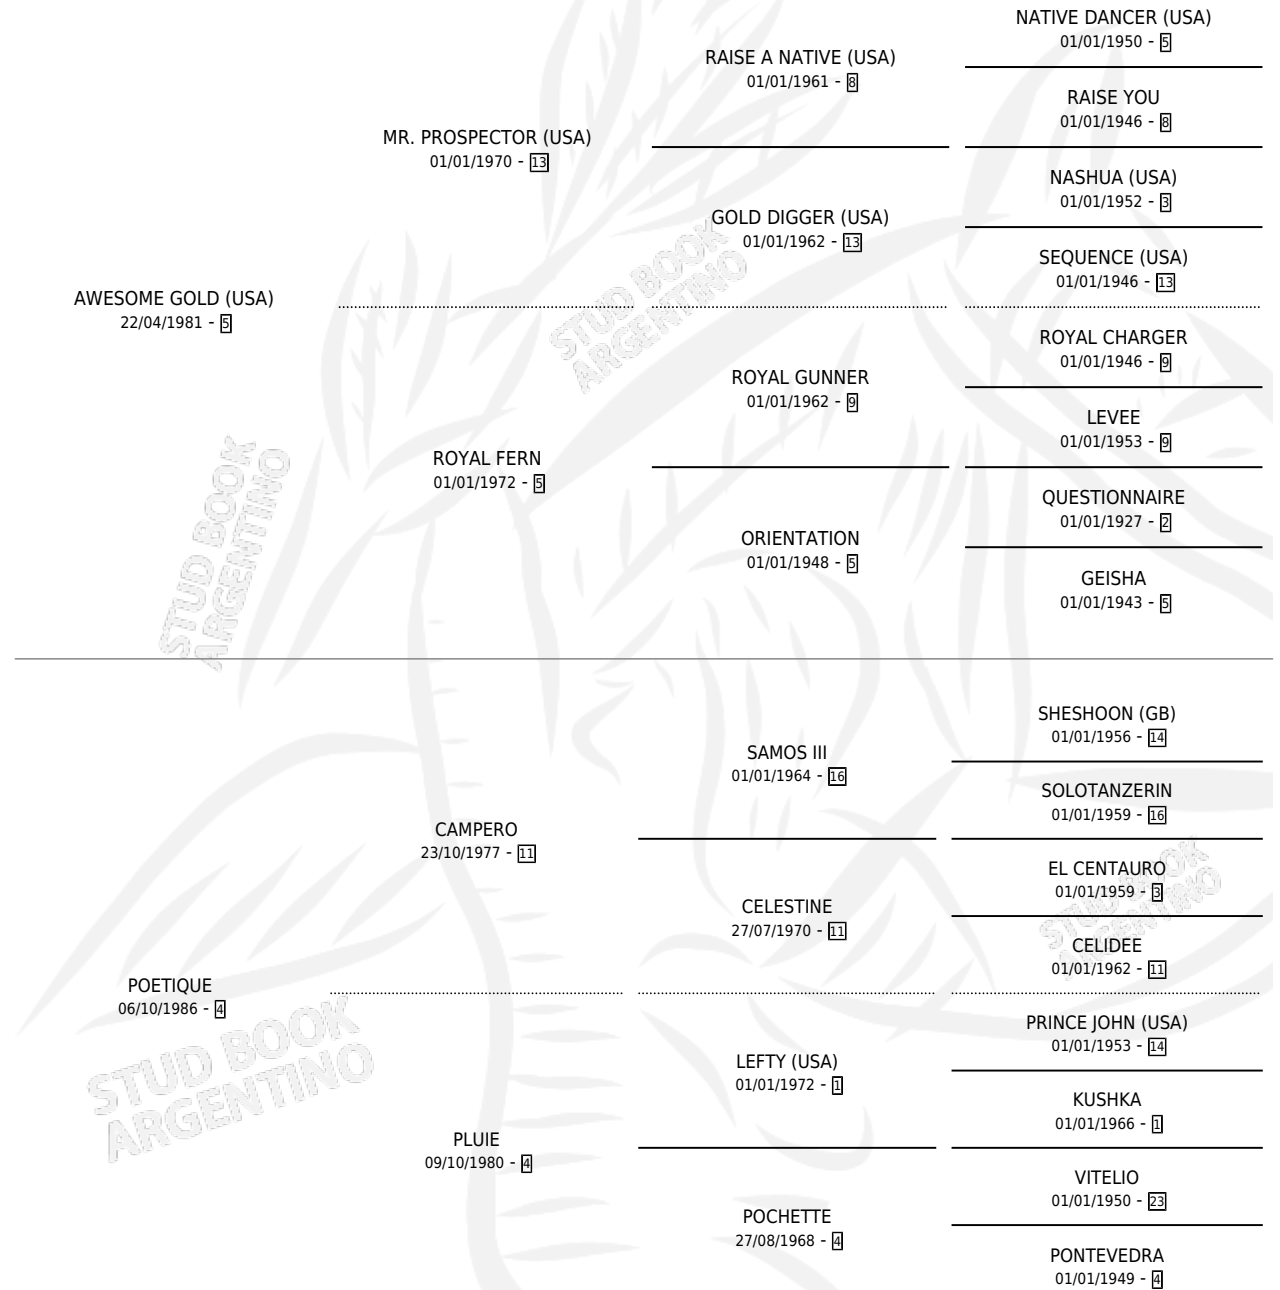 NATIVE DANCER (USA)
01/01/1950 - 5
RAISE A NATIVE (USA)
01/01/1961 - 8
RAISE YOU
01/01/1946 - 8
MR. PROSPECTOR (USA)
01/01/1970 - 13
NASHUA (USA)
01/01/1952 - 3
GOLD DIGGER (USA)
01/01/1962 - 13
SEQUENCE (USA)
01/01/1946 - 13
AWESOME GOLD (USA)
22/04/1981 - 5
STUD BOOK
ARGENTINO
ROYAL CHARGER
01/01/1946 - 9
ROYAL GUNNER
01/01/1962 - 9
LEVEE
01/01/1953 - 9
ROYAL FERN
01/01/1972 - 5
QUESTIONNAIRE
01/01/1927 - 2
ORIENTATION
01/01/1948 - 5
GEISHA
01/01/1943 - 5
STUD BOOK
ARGENTINO
SHESHOON (GB)
01/01/1956 - 14
SAMOS III
01/01/1964 - 16
SOLOTANZERIN
01/01/1959 - 16
CAMPERO
23/10/1977 - 11
EL CENTAURO
01/01/1959 - 3
CELESTINE
27/07/1970 - 11
CELIDEE
01/01/1962 - 11
STUD BOOK
ARGENTINO
POETIQUE
06/10/1986 - 4
PRINCE JOHN (USA)
01/01/1953 - 14
LEFTY (USA)
01/01/1972 - 1
KUSHKA
01/01/1966 - 1
STUD BOOK
ARGENTINO
PLUIE
09/10/1980 - 4
VITELIO
01/01/1950 - 23
POCHETTE
27/08/1968 - 4
PONTEVEDRA
01/01/1949 - 4